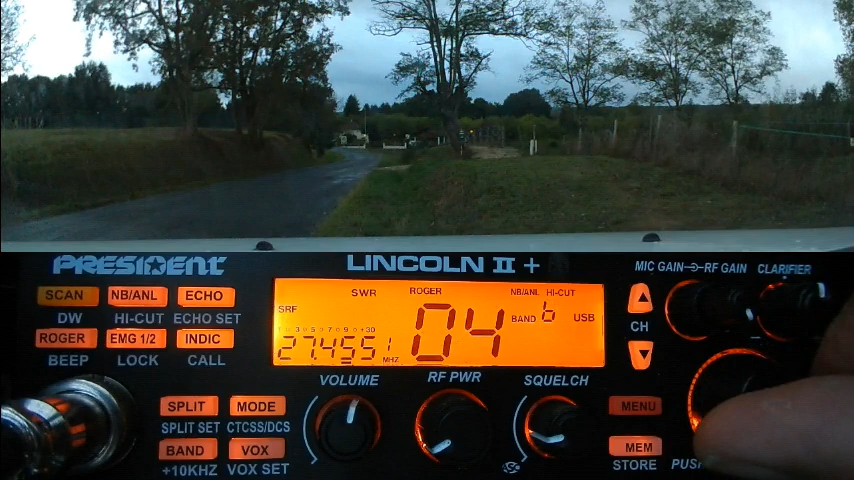 PRESIDENT
LINCOLN II +
MIC GAIN RF GAIN CLARIFIER
SCAN NB/ANL ECHO
DW HI-CUT ECHO SET
ROGER EMG 1/2 INDIC
BEEP LOCK CALL
SWR ROGER NB/ANL HI-CUT
SRF BAND b USB
1 3 5 7 9 +30
27.4551 MHZ 04
CH
VOLUME RF PWR SQUELCH
SPLIT MODE
SPLIT SET CTCSS/DCS
BAND VOX
+10KHZ VOX SET
MENU
MEM
STORE